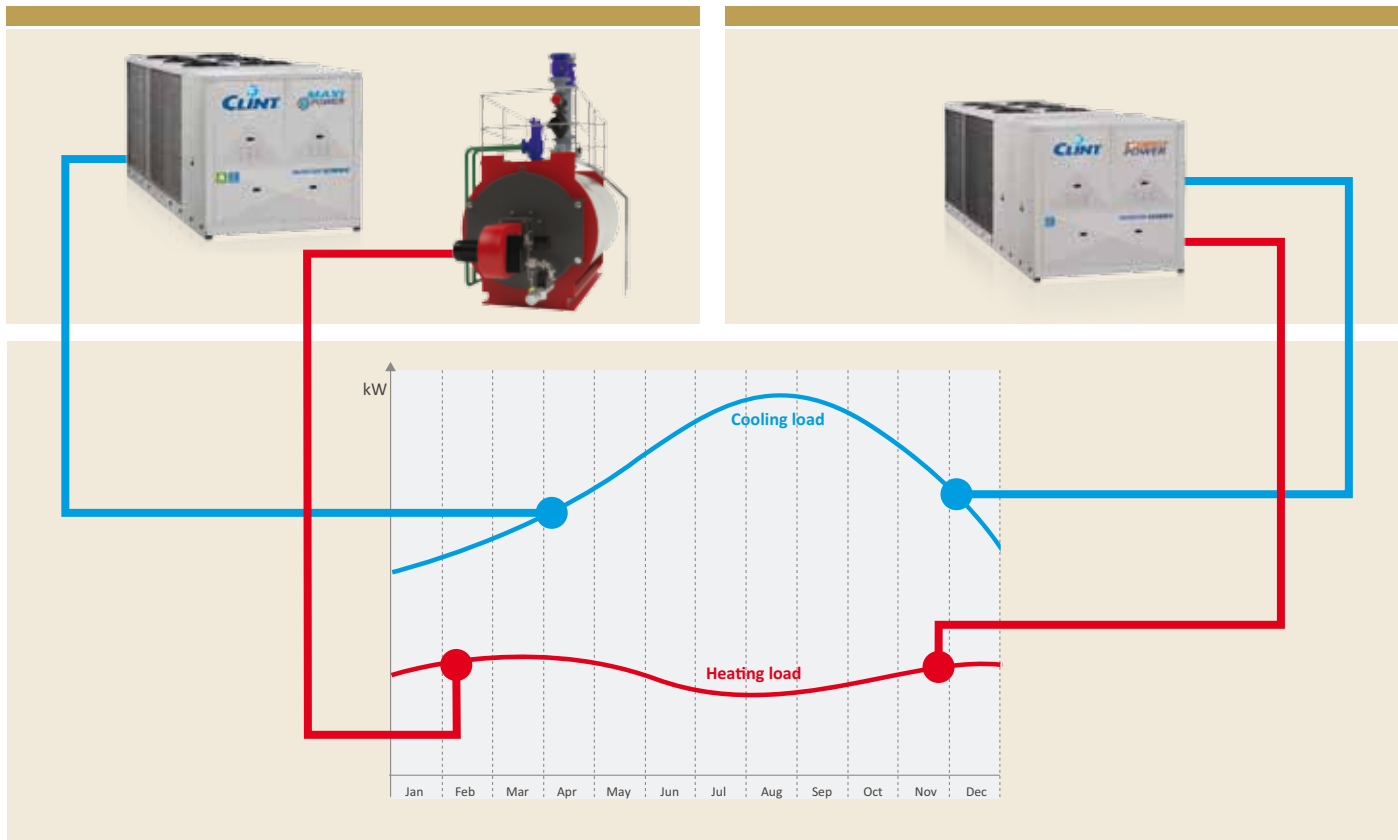 CLINT MAXI POWER
CLINT ENERGY POWER
kW
Cooling load
Heating load
Jan Feb Mar Apr May Jun Jul Aug Sep Oct Nov Dec